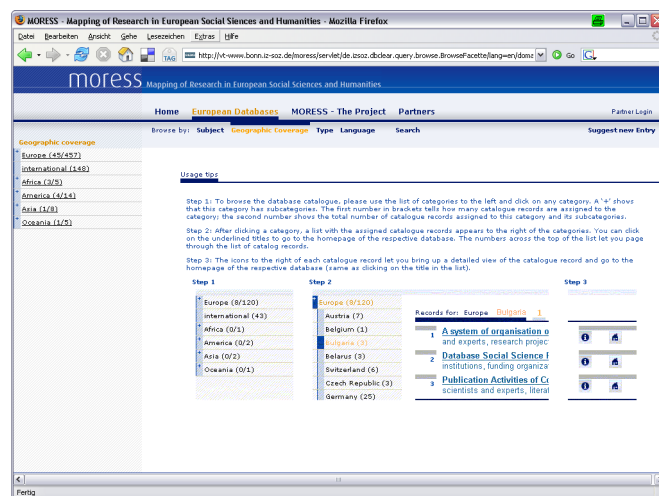 MORESS - Mapping of Research in European Social Siences and Humanities - Mozilla Firefox
Datei Bearbeiten Ansicht Gehe Lesezeichen Extras Hilfe
TAG http://vt-www.bonn.iz-soz.de/moress/servlet/de.izsoz.dbclear.query.browse.BrowseFacette/lang=en/doma Go
moress Mapping of Research in European Social Sciences and Humanities
Home European Databases MORESS - The Project Partners Partner Login
Browse by: Subject Geographic Coverage Type Language Search Suggest new Entry
Geographic coverage
+ Europe (45/457)
international (148)
+ Africa (3/5)
+ America (4/14)
+ Asia (1/8)
+ Oceania (1/5)
Usage tips
Step 1: To browse the database catalogue, please use the list of categories to the left and click on any category. A '+' shows
that this category has subcategories. The first number in brackets tells how many catalogue records are assigned to the
category; the second number shows the total number of catalogue records assigned to this category and its subcategories.
Step 2: After clicking a category, a list with the assigned catalogue records appears to the right of the categories. You can click
on the underlined titles to go to the homepage of the respective database. The numbers across the top of the list let you page
through the list of catalog records.
Step 3: The icons to the right of each catalogue record let you bring up a detailed view of the catalogue record and go to the
homepage of the respective database (same as clicking on the title in the list).
Step 1 Step 2 Step 3
+ Europe (8/120)
international (43)
+ Africa (0/1)
+ America (0/2)
+ Asia (0/2)
+ Oceania (0/1)
+ Europe (8/120)
Austria (7)
Belgium (1)
Bulgaria (3)
Belarus (3)
Switzerland (6)
Czech Republic (3)
Germany (25)
Records for: Europe Bulgaria 1
1 A system of organisation o
and experts, research projec
2 Database Social Science F
institutions, funding organizat
3 Publication Activities of Co
scientists and experts, literat
Fertig